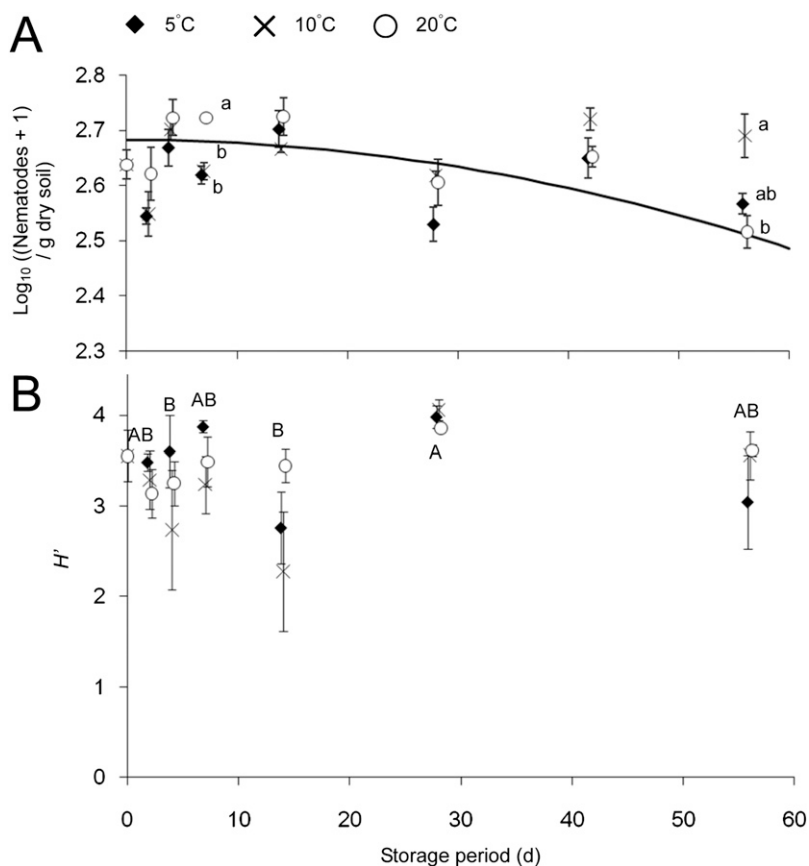 A
5°C 10°C 20°C
Log10 ((Nematodes + 1)
/ g dry soil)
2.8
2.7
2.6
2.5
2.4
2.3
a
b
b
a
ab
b
B
H'
4
3
2
1
0
AB
B
AB
B
A
AB
0 10 20 30 40 50 60
Storage period (d)